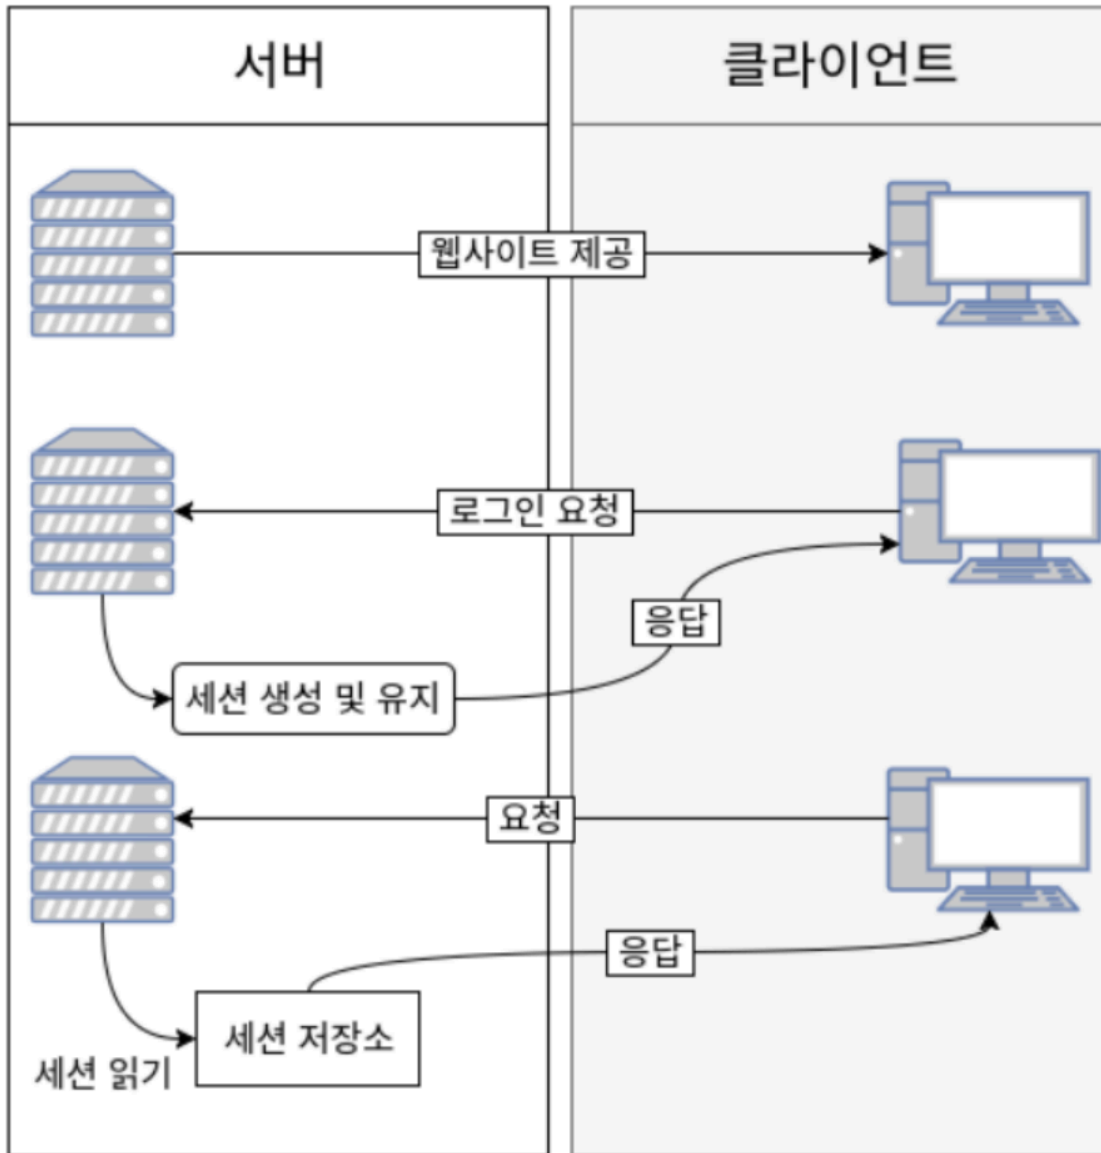 서버
클라이언트
웹사이트 제공
로그인 요청
응답
세션 생성 및 유지
요청
응답
세션 저장소
세션 읽기